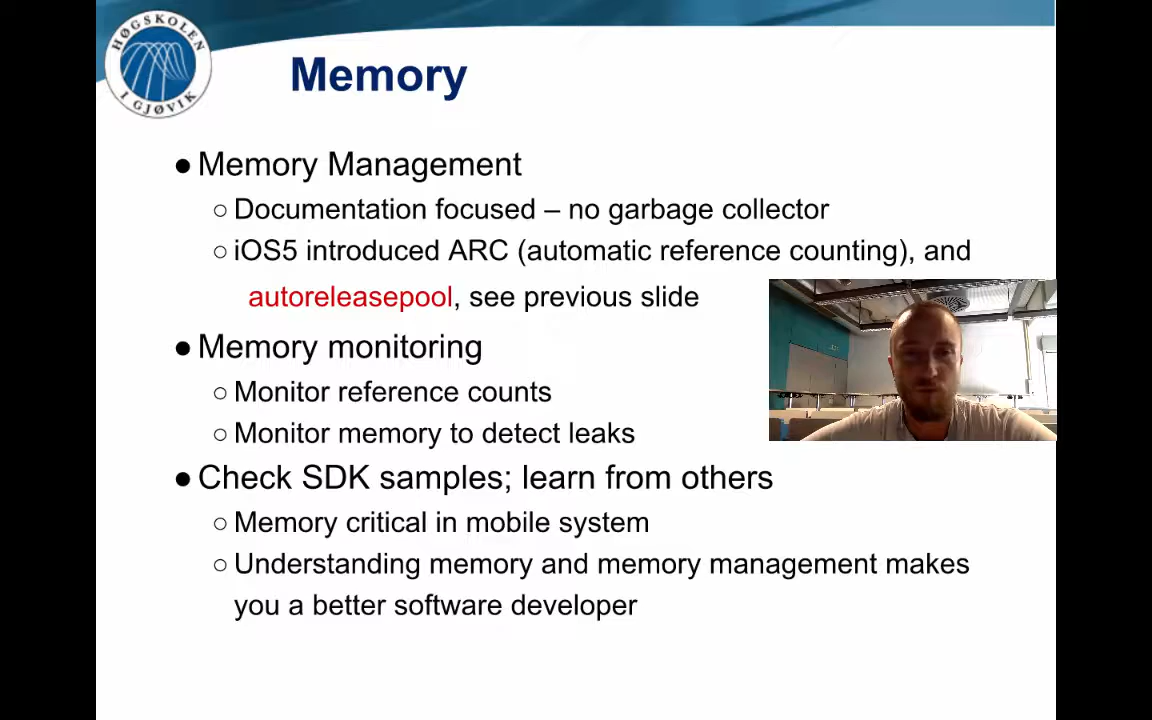 HØGSKOLEN
I GJØVIK
Memory
● Memory Management
○ Documentation focused – no garbage collector
○ iOS5 introduced ARC (automatic reference counting), and
autoreleasepool, see previous slide
● Memory monitoring
○ Monitor reference counts
○ Monitor memory to detect leaks
● Check SDK samples; learn from others
○ Memory critical in mobile system
○ Understanding memory and memory management makes
you a better software developer